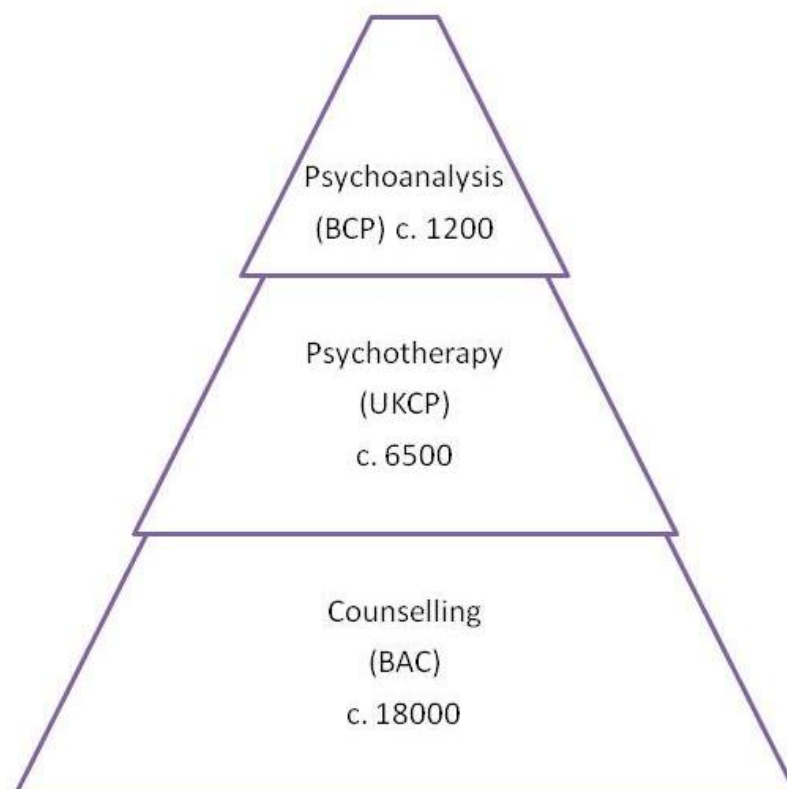 Psychoanalysis
(BCP) c. 1200
Psychotherapy
(UKCP)
c. 6500
Counselling
(BAC)
c. 18000